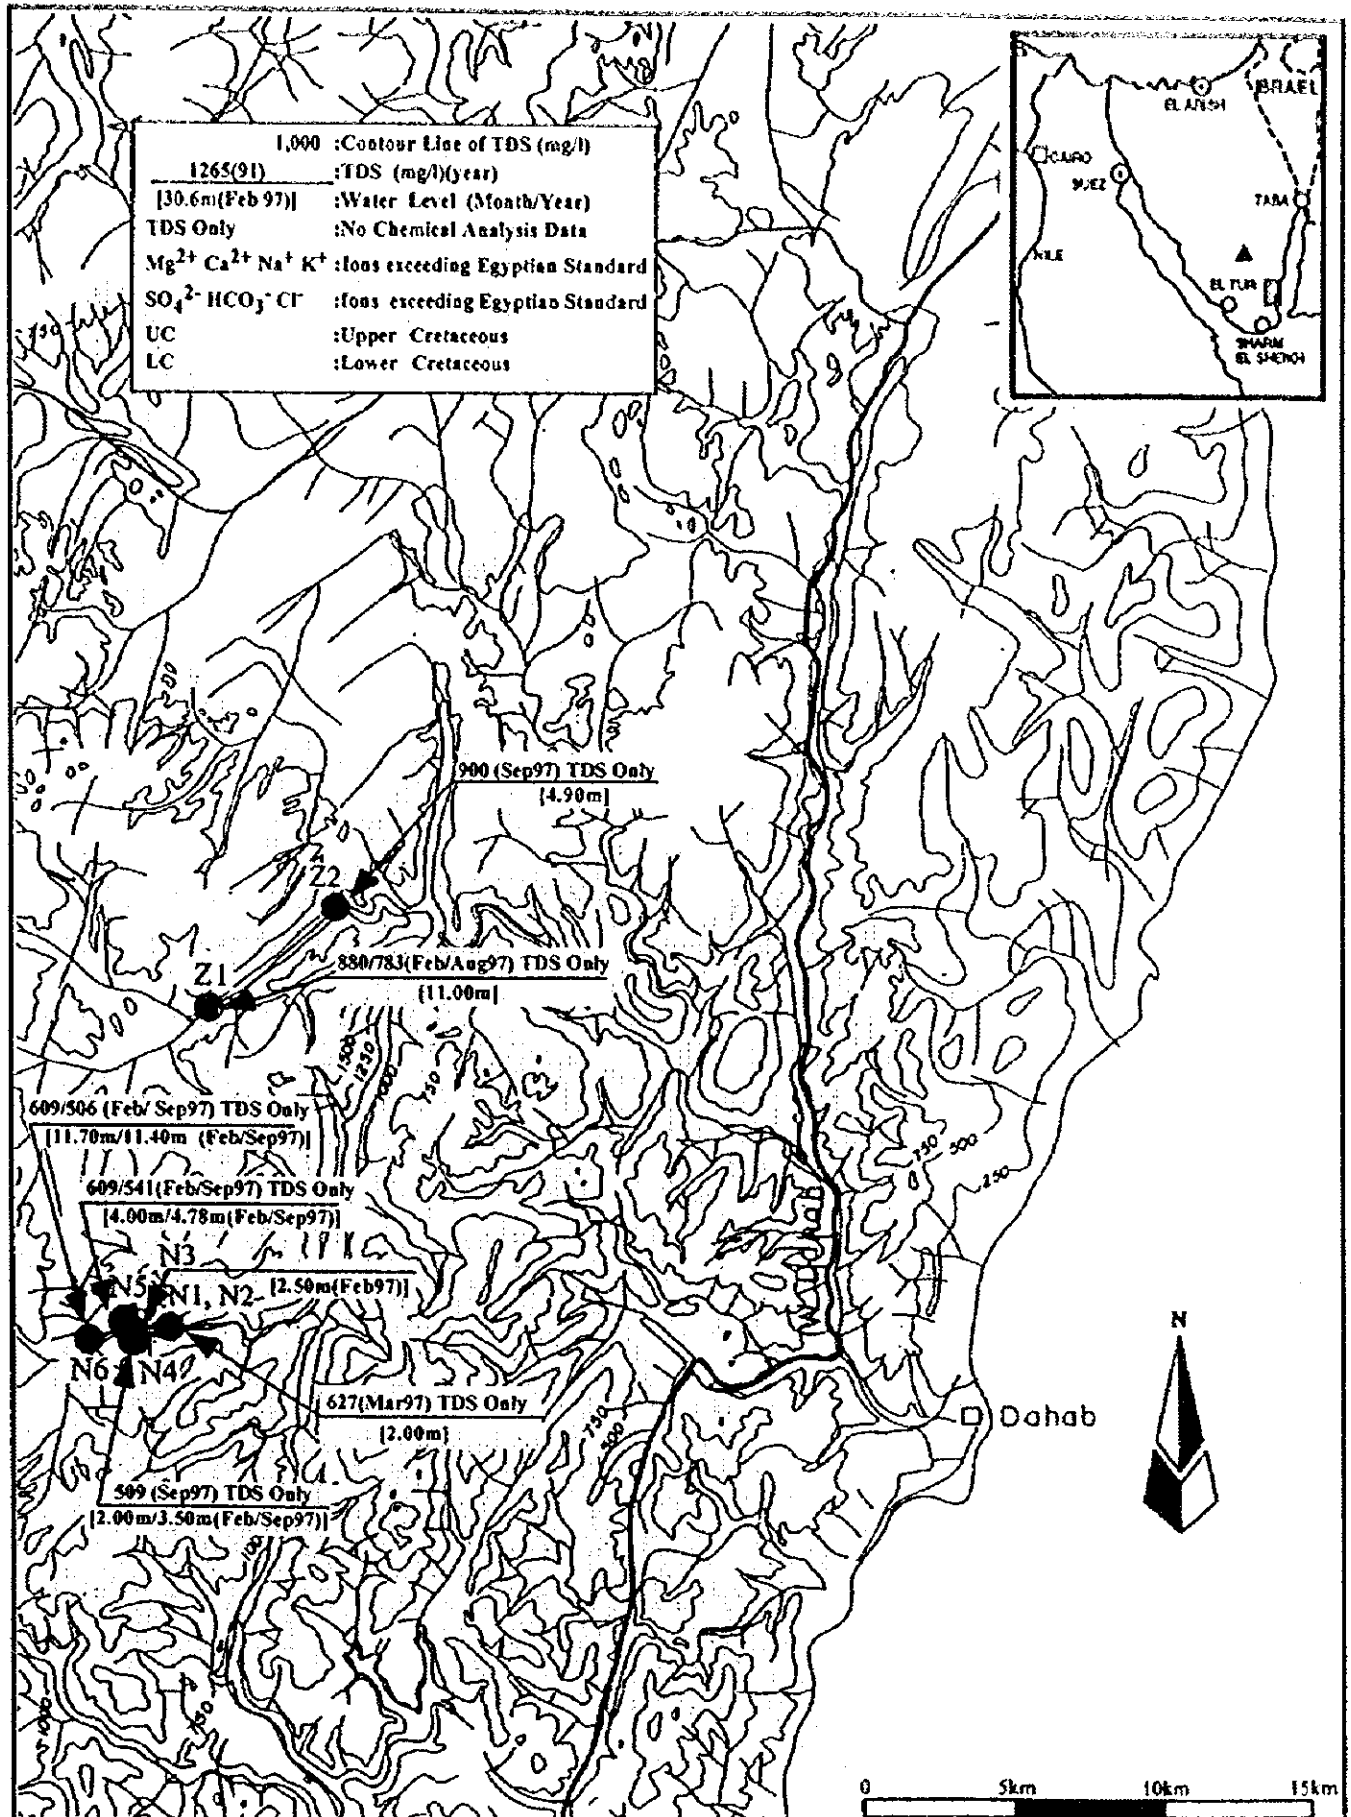 1,000 :Contour Line of TDS (mg/l)
1265(91) :TDS (mg/l)(year)
[30.6m(Feb 97)] :Water Level (Month/Year)
TDS Only :No Chemical Analysis Data
Mg²⁺ Ca²⁺ Na⁺ K⁺ :Ions exceeding Egyptian Standard
SO₄²⁻ HCO₃⁻ Cl⁻ :Ions exceeding Egyptian Standard
UC :Upper Cretaceous
LC :Lower Cretaceous
EL ARISH
ISRAEL
CAIRO
SUEZ
TABA
NILE
EL TUR
SHARM
EL SHEIKH
750
900 (Sep97) TDS Only
[4.90m]
Z2
Z1
880/783(Feb/Aug97) TDS Only
[11.00m]
1500
1250
1000
750
609/506 (Feb/ Sep97) TDS Only
[11.70m/11.40m (Feb/Sep97)]
750
500
250
609/541(Feb/Sep97) TDS Only
[4.00m/4.78m(Feb/Sep97)]
N3
[2.50m(Feb97)]
N5
N1, N2
N6
N4
627(Mar97) TDS Only
[2.00m]
750
500
Dahab
N
509 (Sep97) TDS Only
[2.00m/3.50m(Feb/Sep97)]
1000
750
0 5km 10km 15km